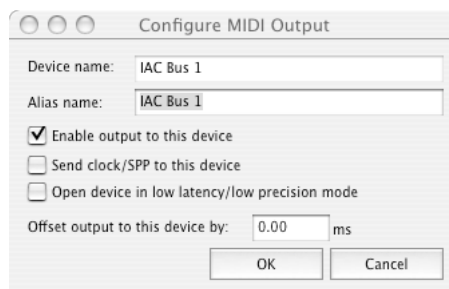 Configure MIDI Output
Device name: IAC Bus 1
Alias name: IAC Bus 1
Enable output to this device
Send clock/SPP to this device
Open device in low latency/low precision mode
Offset output to this device by: 0.00 ms
OK Cancel